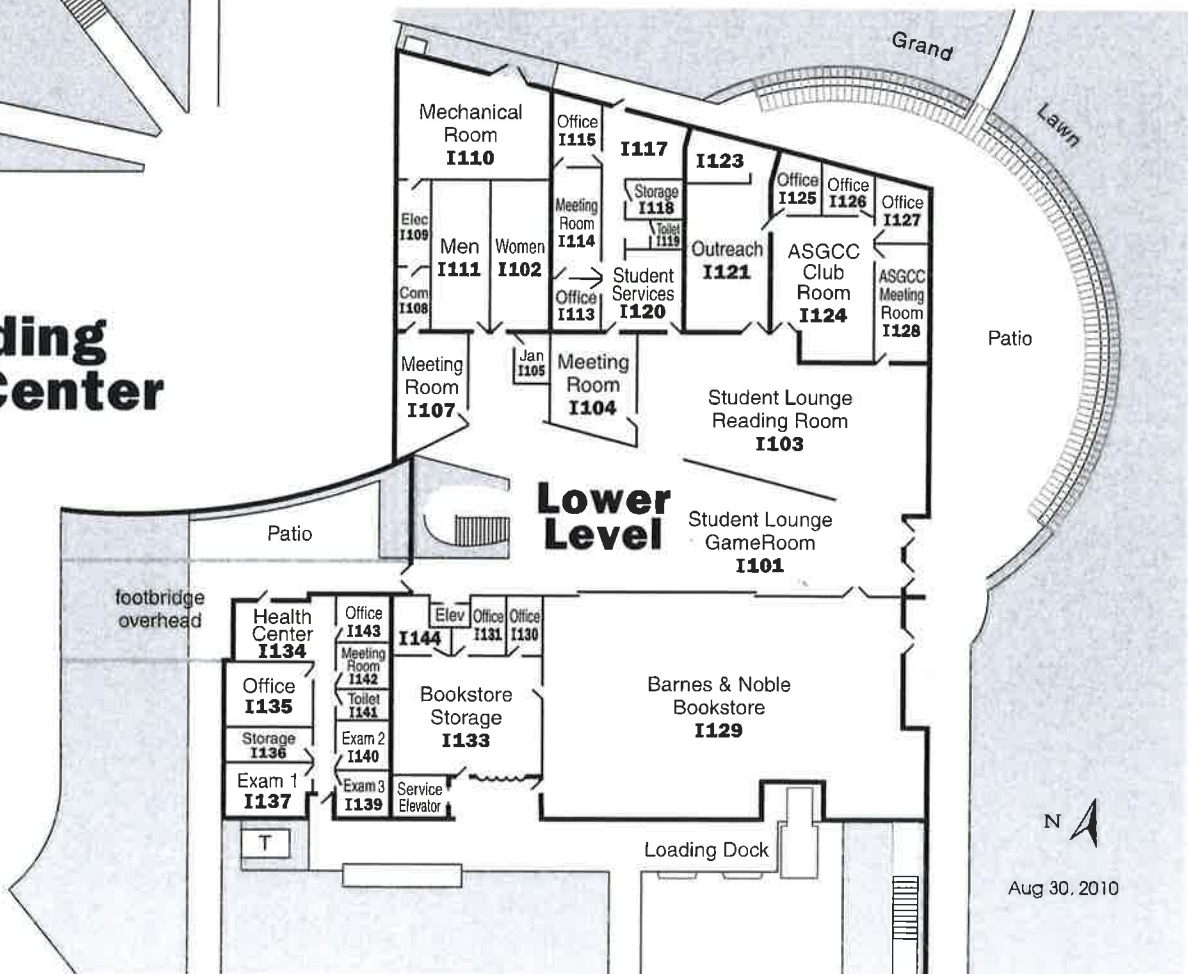 Grand
Lawn
Mechanical
Room
I110
Office
I115
I117
I123
Office
I125
Office
I126
Office
I127
Elec
I109
Men
I111
Women
I102
Meeting
Room
I114
Storage
I118
Toilet
I119
Outreach
I121
ASGCC
Club
Room
I124
ASGCC
Meeting
Room
I128
Com
I108
Office
I113
Student
Services
I120
Patio
ding
Center
Meeting
Room
I107
Jan
I105
Meeting
Room
I104
Student Lounge
Reading Room
I103
Lower
Level
Student Lounge
GameRoom
I101
Patio
footbridge
overhead
Health
Center
I134
Office
I143
I144
Elev
Office
I131
Office
I130
Meeting
Room
I142
Office
I135
Toilet
I141
Bookstore
Storage
I133
Barnes & Noble
Bookstore
I129
Storage
I136
Exam 2
I140
Exam 1
I137
Exam 3
I139
Service
Elevator
T
Loading Dock
N
Aug 30, 2010